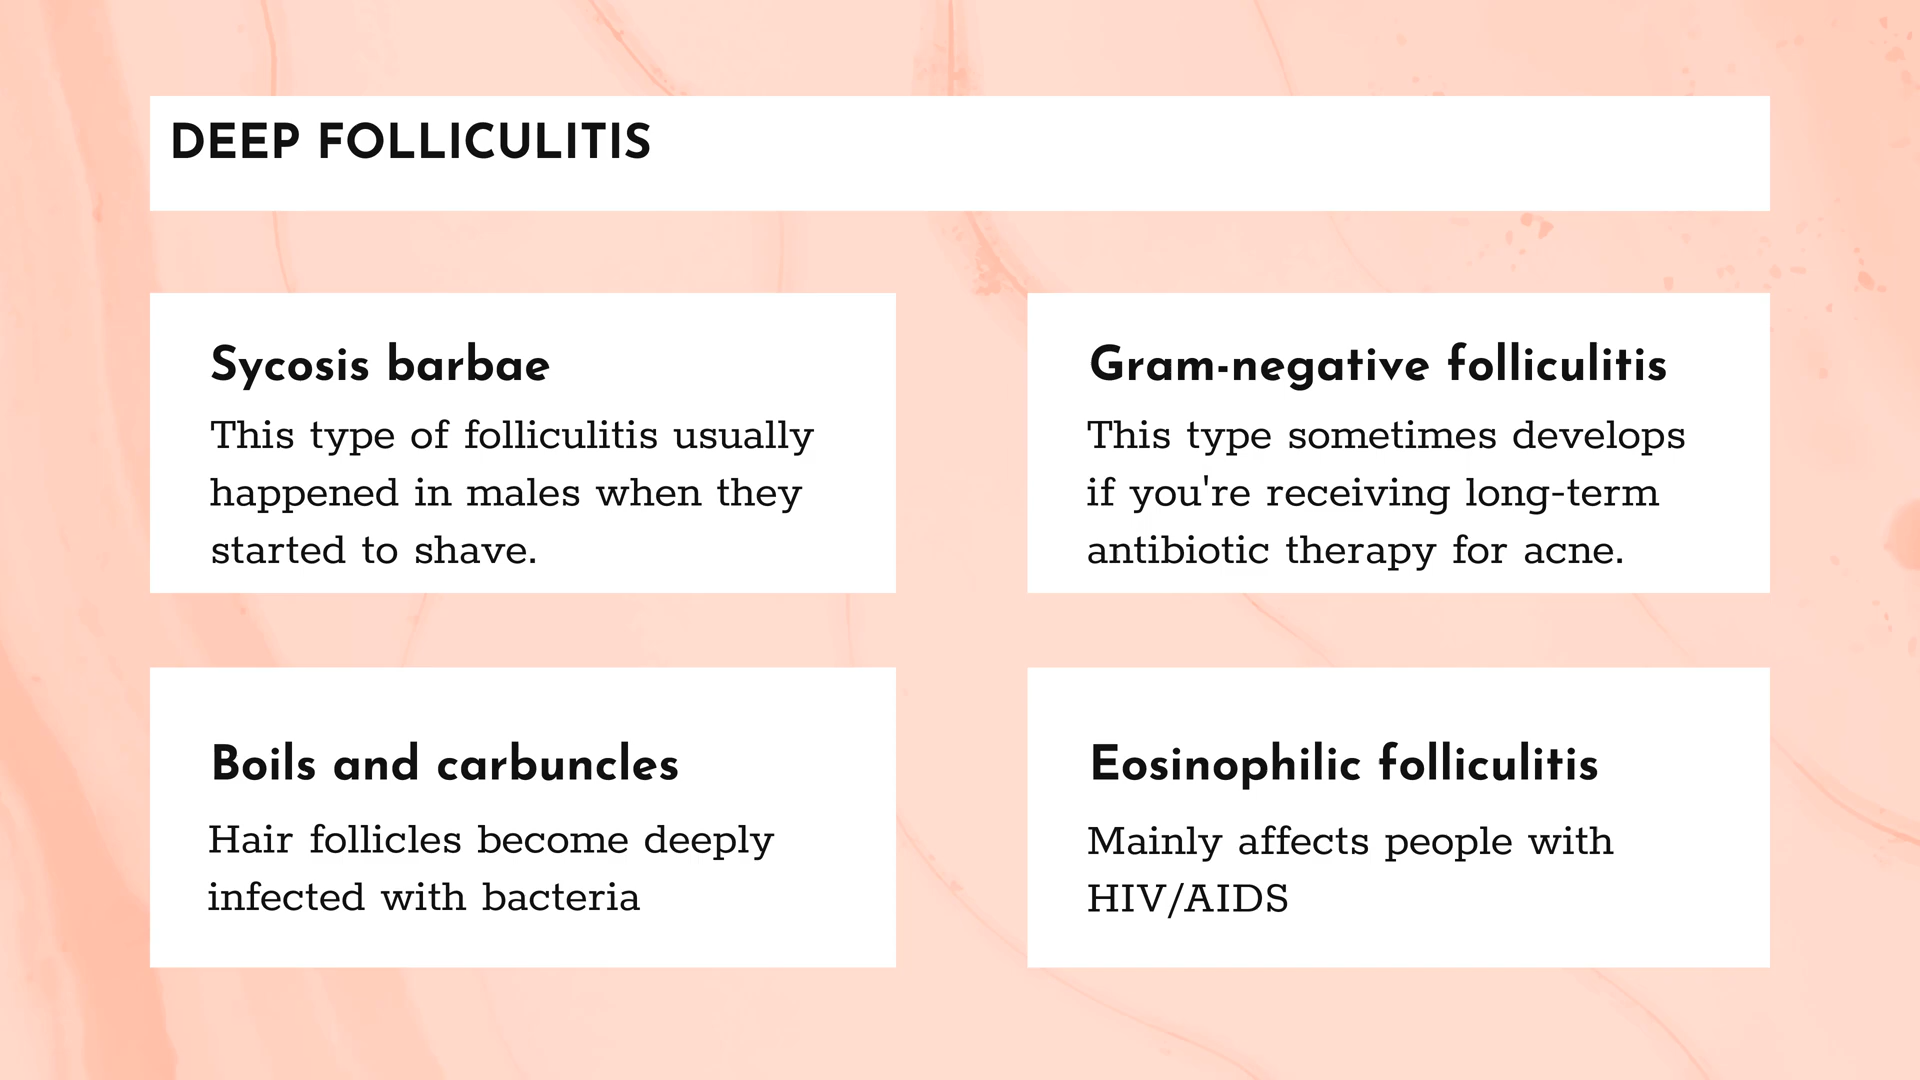 DEEP FOLLICULITIS
Sycosis barbae
This type of folliculitis usually
happened in males when they
started to shave.
Gram-negative folliculitis
This type sometimes develops
if you're receiving long-term
antibiotic therapy for acne.
Boils and carbuncles
Hair follicles become deeply
infected with bacteria
Eosinophilic folliculitis
Mainly affects people with
HIV/AIDS